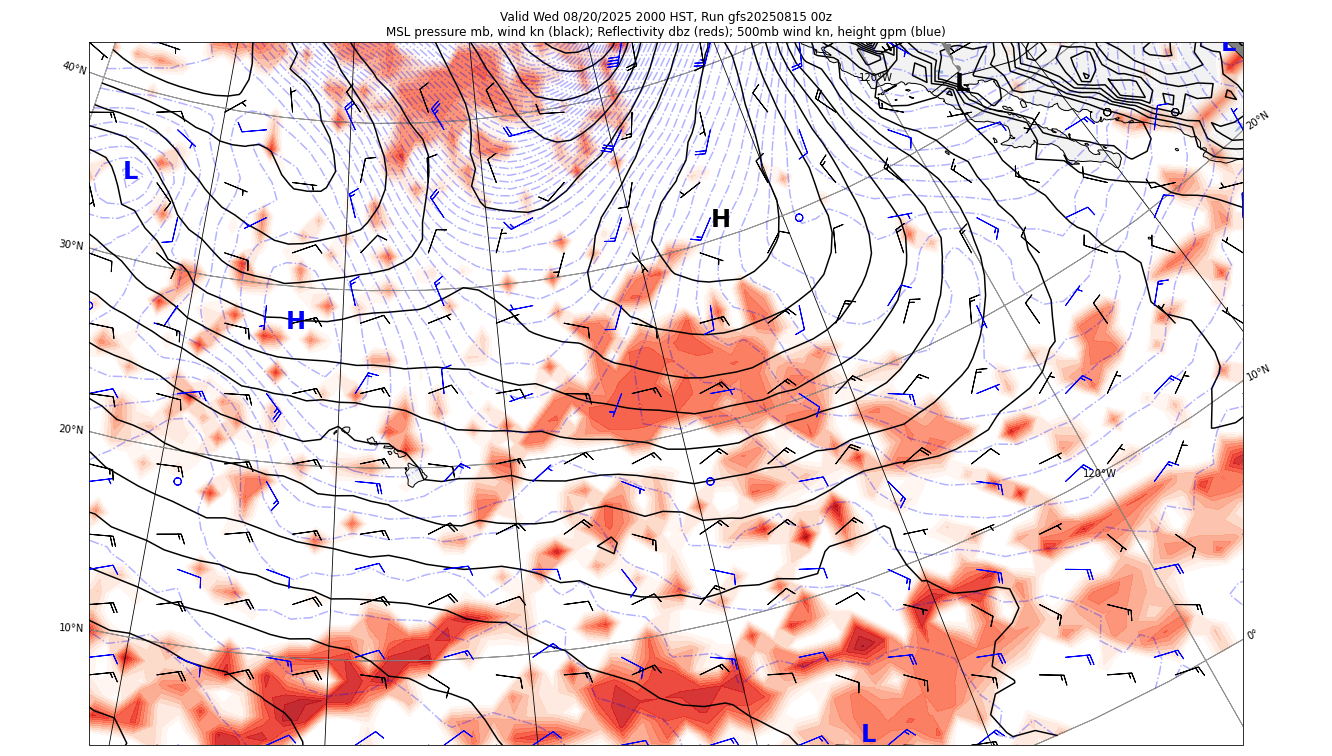 Valid Wed 08/20/2025 2000 HST, Run gfs20250815 00z
MSL pressure mb, wind kn (black); Reflectivity dbz (reds); 500mb wind kn, height gpm (blue)
L
40°N
120°W
L
20°N
L
H
30°N
H
10°N
20°N
120°W
10°N
0°
L